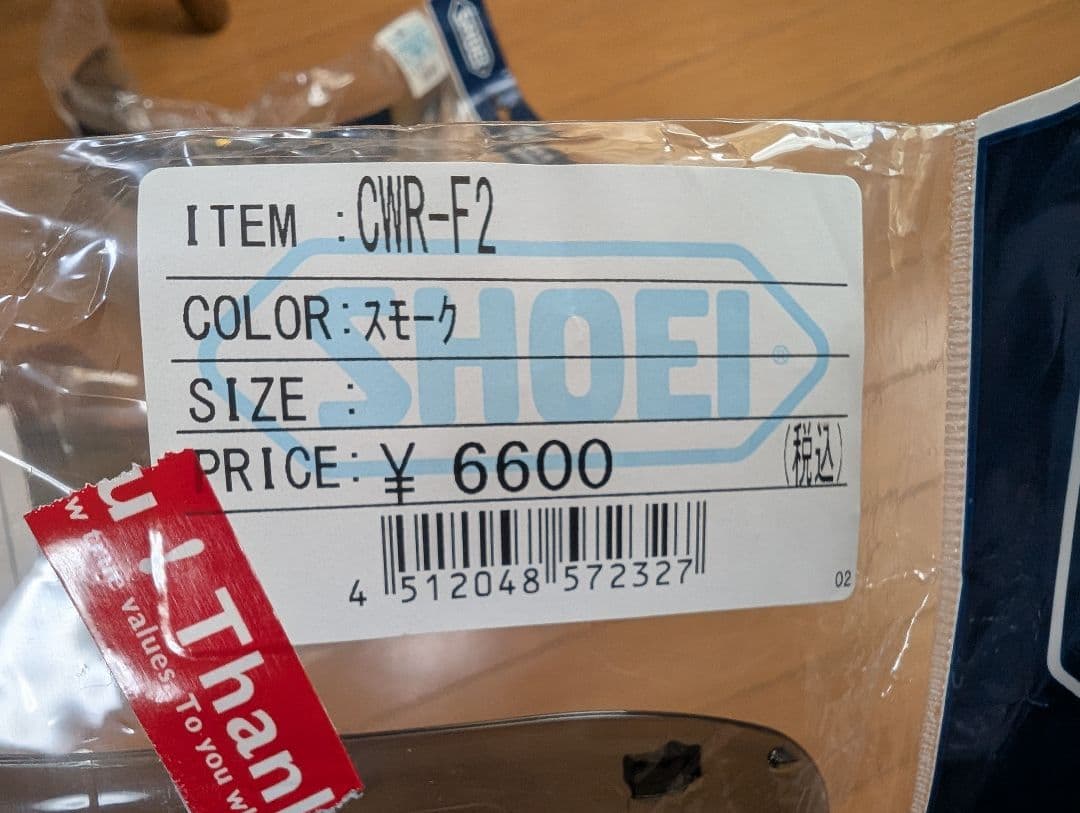 SHOEI
ITEM :CWR-F2
COLOR:スモーク
SIZE :
PRICE:¥ 6600 (税込)
SHOEI®
4 512048 572327
02
u! Thank
values. To you